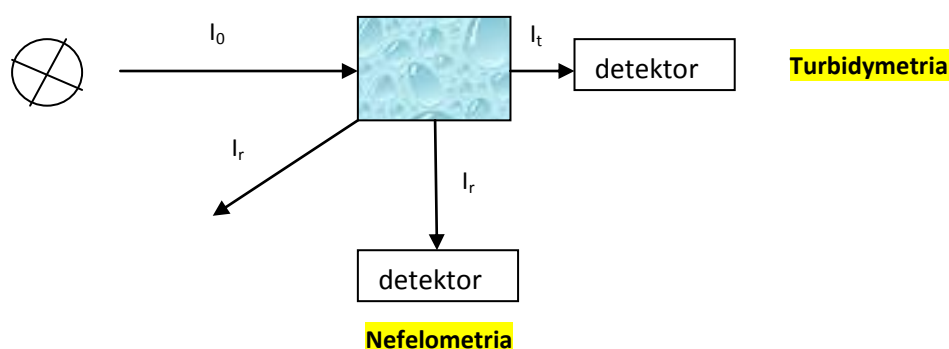 I₀
Iₜ
detektor
Turbidymetria
Iᵣ
Iᵣ
detektor
Nefelometria